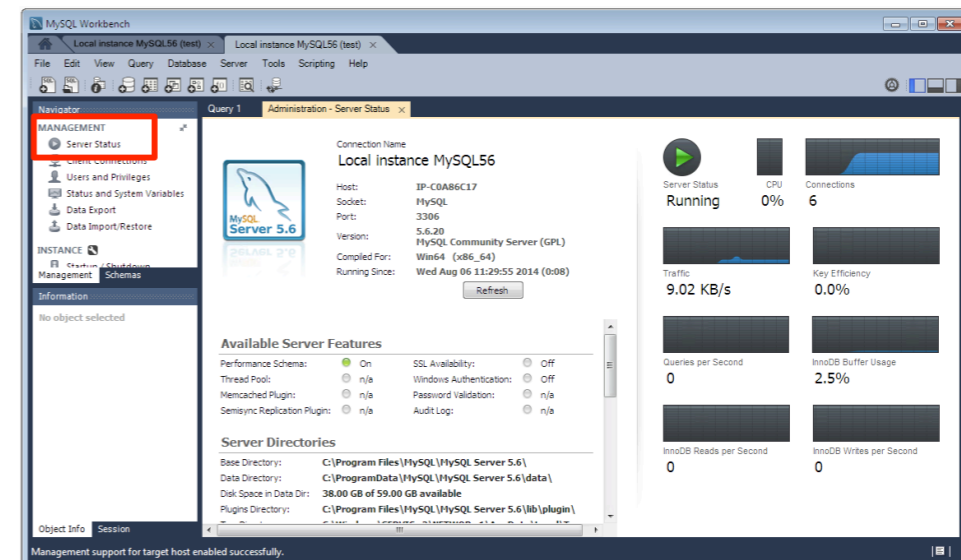 MySQL Workbench
Local instance MySQL56 (test) × Local instance MySQL56 (test) ×
File Edit View Query Database Server Tools Scripting Help
Navigator
MANAGEMENT
Server Status
Client Connections
Users and Privileges
Status and System Variables
Data Export
Data Import/Restore
INSTANCE
Startup / Shutdown
Management Schemas
Information
No object selected
Object Info Session
Query 1 Administration - Server Status ×
MySQL
Server 5.6
Connection Name
Local instance MySQL56
Host: IP-C0A86C17
Socket: MySQL
Port: 3306
Version: 5.6.20
MySQL Community Server (GPL)
Compiled For: Win64 (x86_64)
Running Since: Wed Aug 06 11:29:55 2014 (0:08)
Refresh
Available Server Features
Performance Schema: On SSL Availability: Off
Thread Pool: n/a Windows Authentication: Off
Memcached Plugin: n/a Password Validation: n/a
Semisync Replication Plugin: n/a Audit Log: n/a
Server Directories
Base Directory: C:\Program Files\MySQL\MySQL Server 5.6\
Data Directory: C:\ProgramData\MySQL\MySQL Server 5.6\data\
Disk Space in Data Dir: 38.00 GB of 59.00 GB available
Plugins Directory: C:\Program Files\MySQL\MySQL Server 5.6\lib\plugin\
Server Status CPU Connections
Running 0% 6
Traffic Key Efficiency
9.02 KB/s 0.0%
Queries per Second InnoDB Buffer Usage
0 2.5%
InnoDB Reads per Second InnoDB Writes per Second
0 0
Management support for target host enabled successfully.